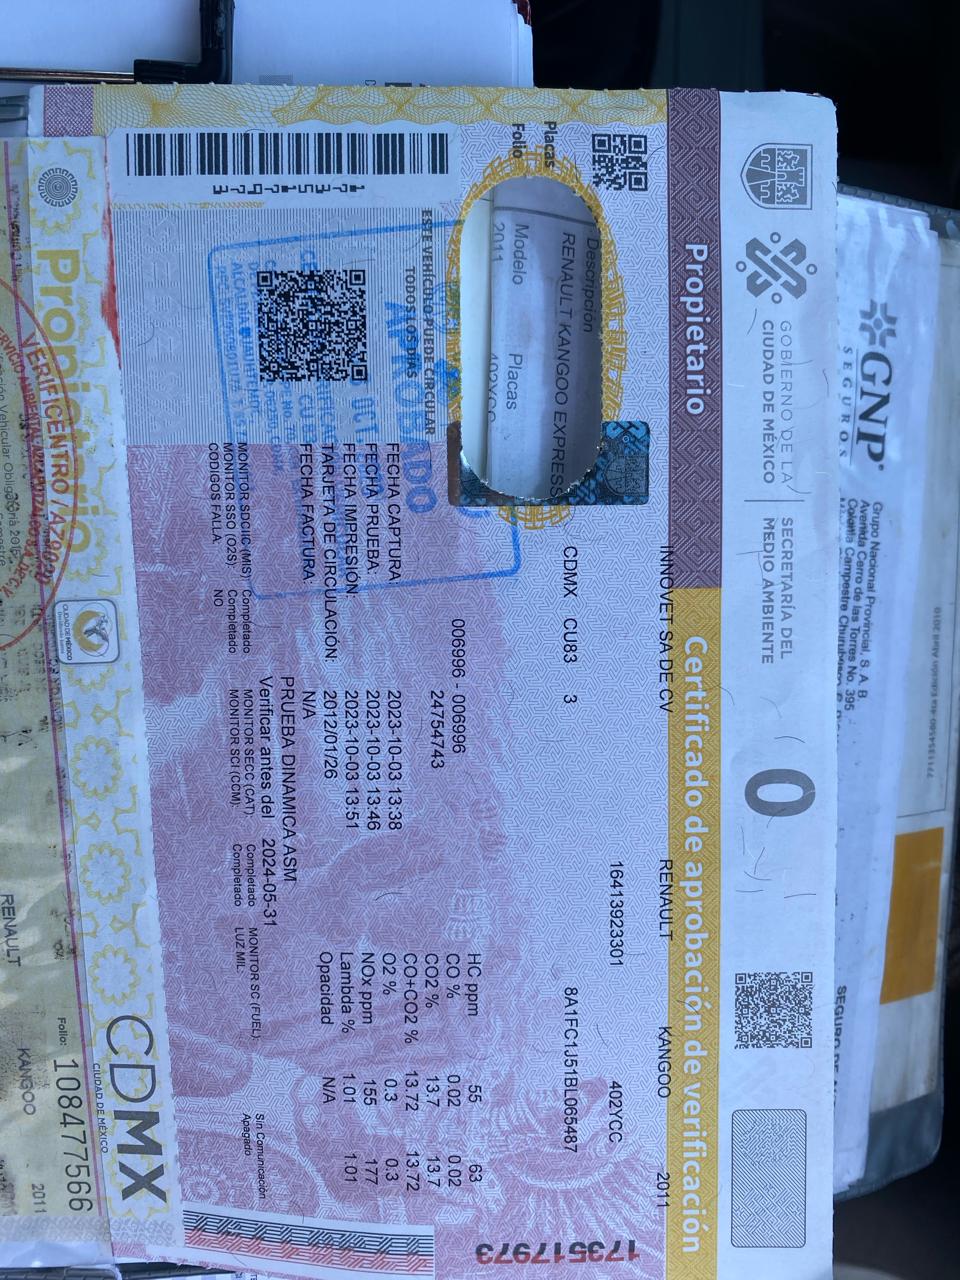 GOBIERNO DE LA
CIUDAD DE MÉXICO
SECRETARÍA DEL
MEDIO AMBIENTE
0
Propietario
Certificado de aprobación de verificación
INNOVET SA DE CV RENAULT KANGOO 2011
1641392301 402YCC
CDMX CU83 3 8A1FC1J51BL065487
Placas
Folio
Descripción
RENAULT KANGOO EXPRESS
Modelo Placas
2011
006996 - 006996
24754743
ESTE VEHÍCULO PUEDE CIRCULAR
TODOS LOS DÍAS
APROBADO
FECHA CAPTURA 2023-10-03 13:38
FECHA PRUEBA: 2023-10-03 13:46
FECHA IMPRESIÓN: 2023-10-03 13:51
TARJETA DE CIRCULACIÓN: 2012/01/26
FECHA FACTURA: N/A
PRUEBA DINAMICA ASM
Verificar antes del 2024-05-31
HC ppm 55 63
CO % 0.02 0.02
CO2 % 13.7 13.7
CO+CO2 % 13.72 13.72
O2 % 0.3 0.3
NOx ppm 155 177
Lambda % 1.01 1.01
Opacidad N/A
MONITOR SDCIIC (MIS): Completado MONITOR SECC (CAT): Completado MONITOR SC (FUEL): Sin Comunicación
MONITOR SSO (O2S): Completado MONITOR SCI (CCM): Completado LUZ MIL: Apagado
CODIGOS FALLA: NO
173517973
CDMX
CIUDAD DE MÉXICO
Folio: 108477566
Propietario
VERIFICENTRO AZ
CIUDAD DE MÉXICO
RENAULT KANGOO 2011
GNP
SEGUROS
Grupo Nacional Provincial, S. A. B.
Avenida Cerro de las Torres No. 395
Colonia Campestre Churubusco